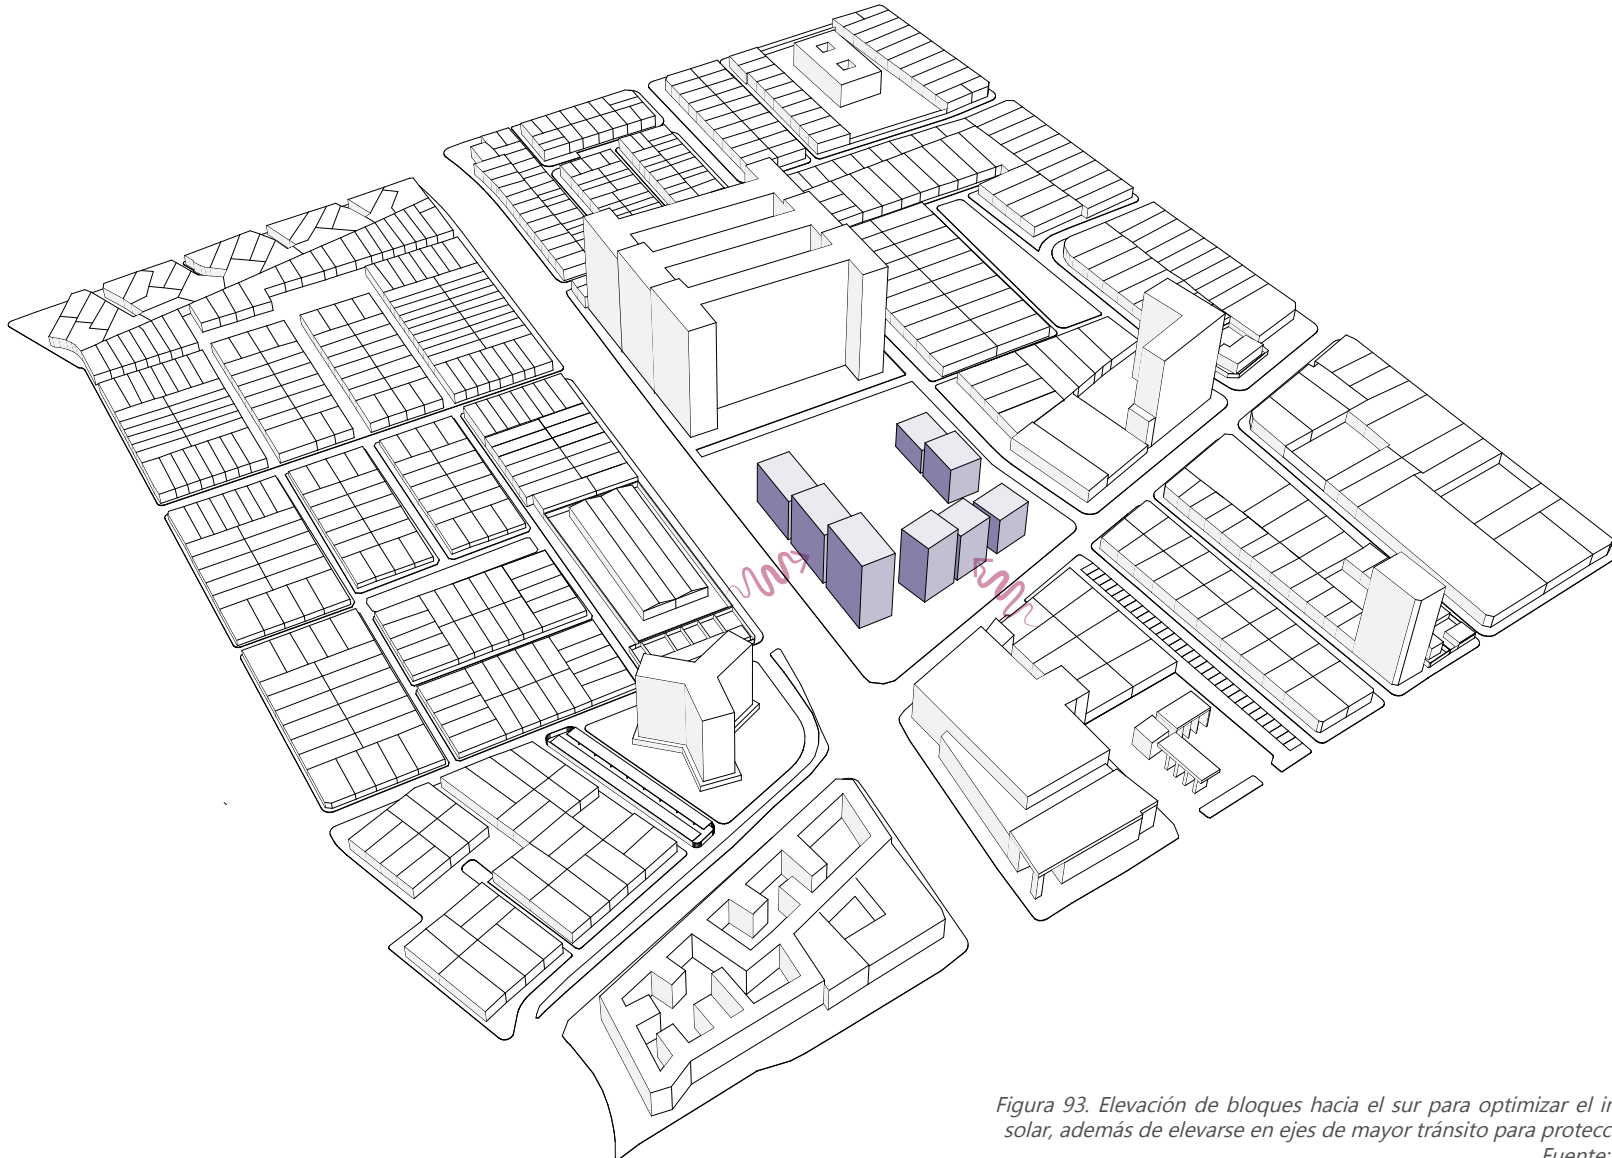 Figura 93. Elevación de bloques hacia el sur para optimizar el
solar, además de elevarse en ejes de mayor tránsito para
Fuente: